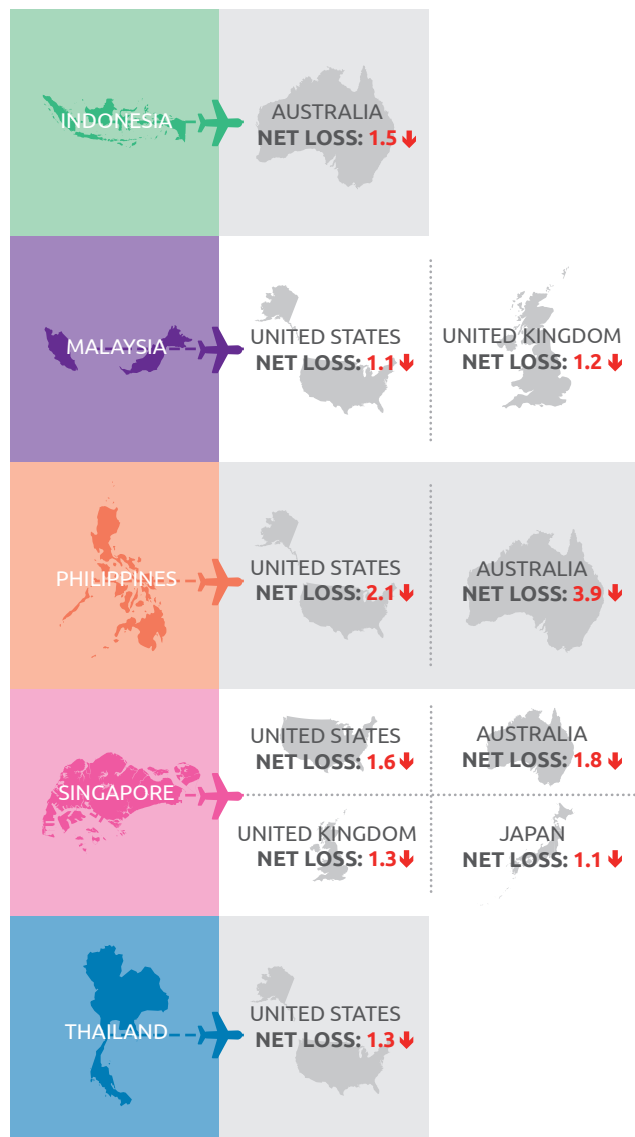 INDONESIA
AUSTRALIA
NET LOSS: 1.5
MALAYSIA
UNITED STATES
NET LOSS: 1.1
UNITED KINGDOM
NET LOSS: 1.2
PHILIPPINES
UNITED STATES
NET LOSS: 2.1
AUSTRALIA
NET LOSS: 3.9
SINGAPORE
UNITED STATES
NET LOSS: 1.6
AUSTRALIA
NET LOSS: 1.8
UNITED KINGDOM
NET LOSS: 1.3
JAPAN
NET LOSS: 1.1
THAILAND
UNITED STATES
NET LOSS: 1.3